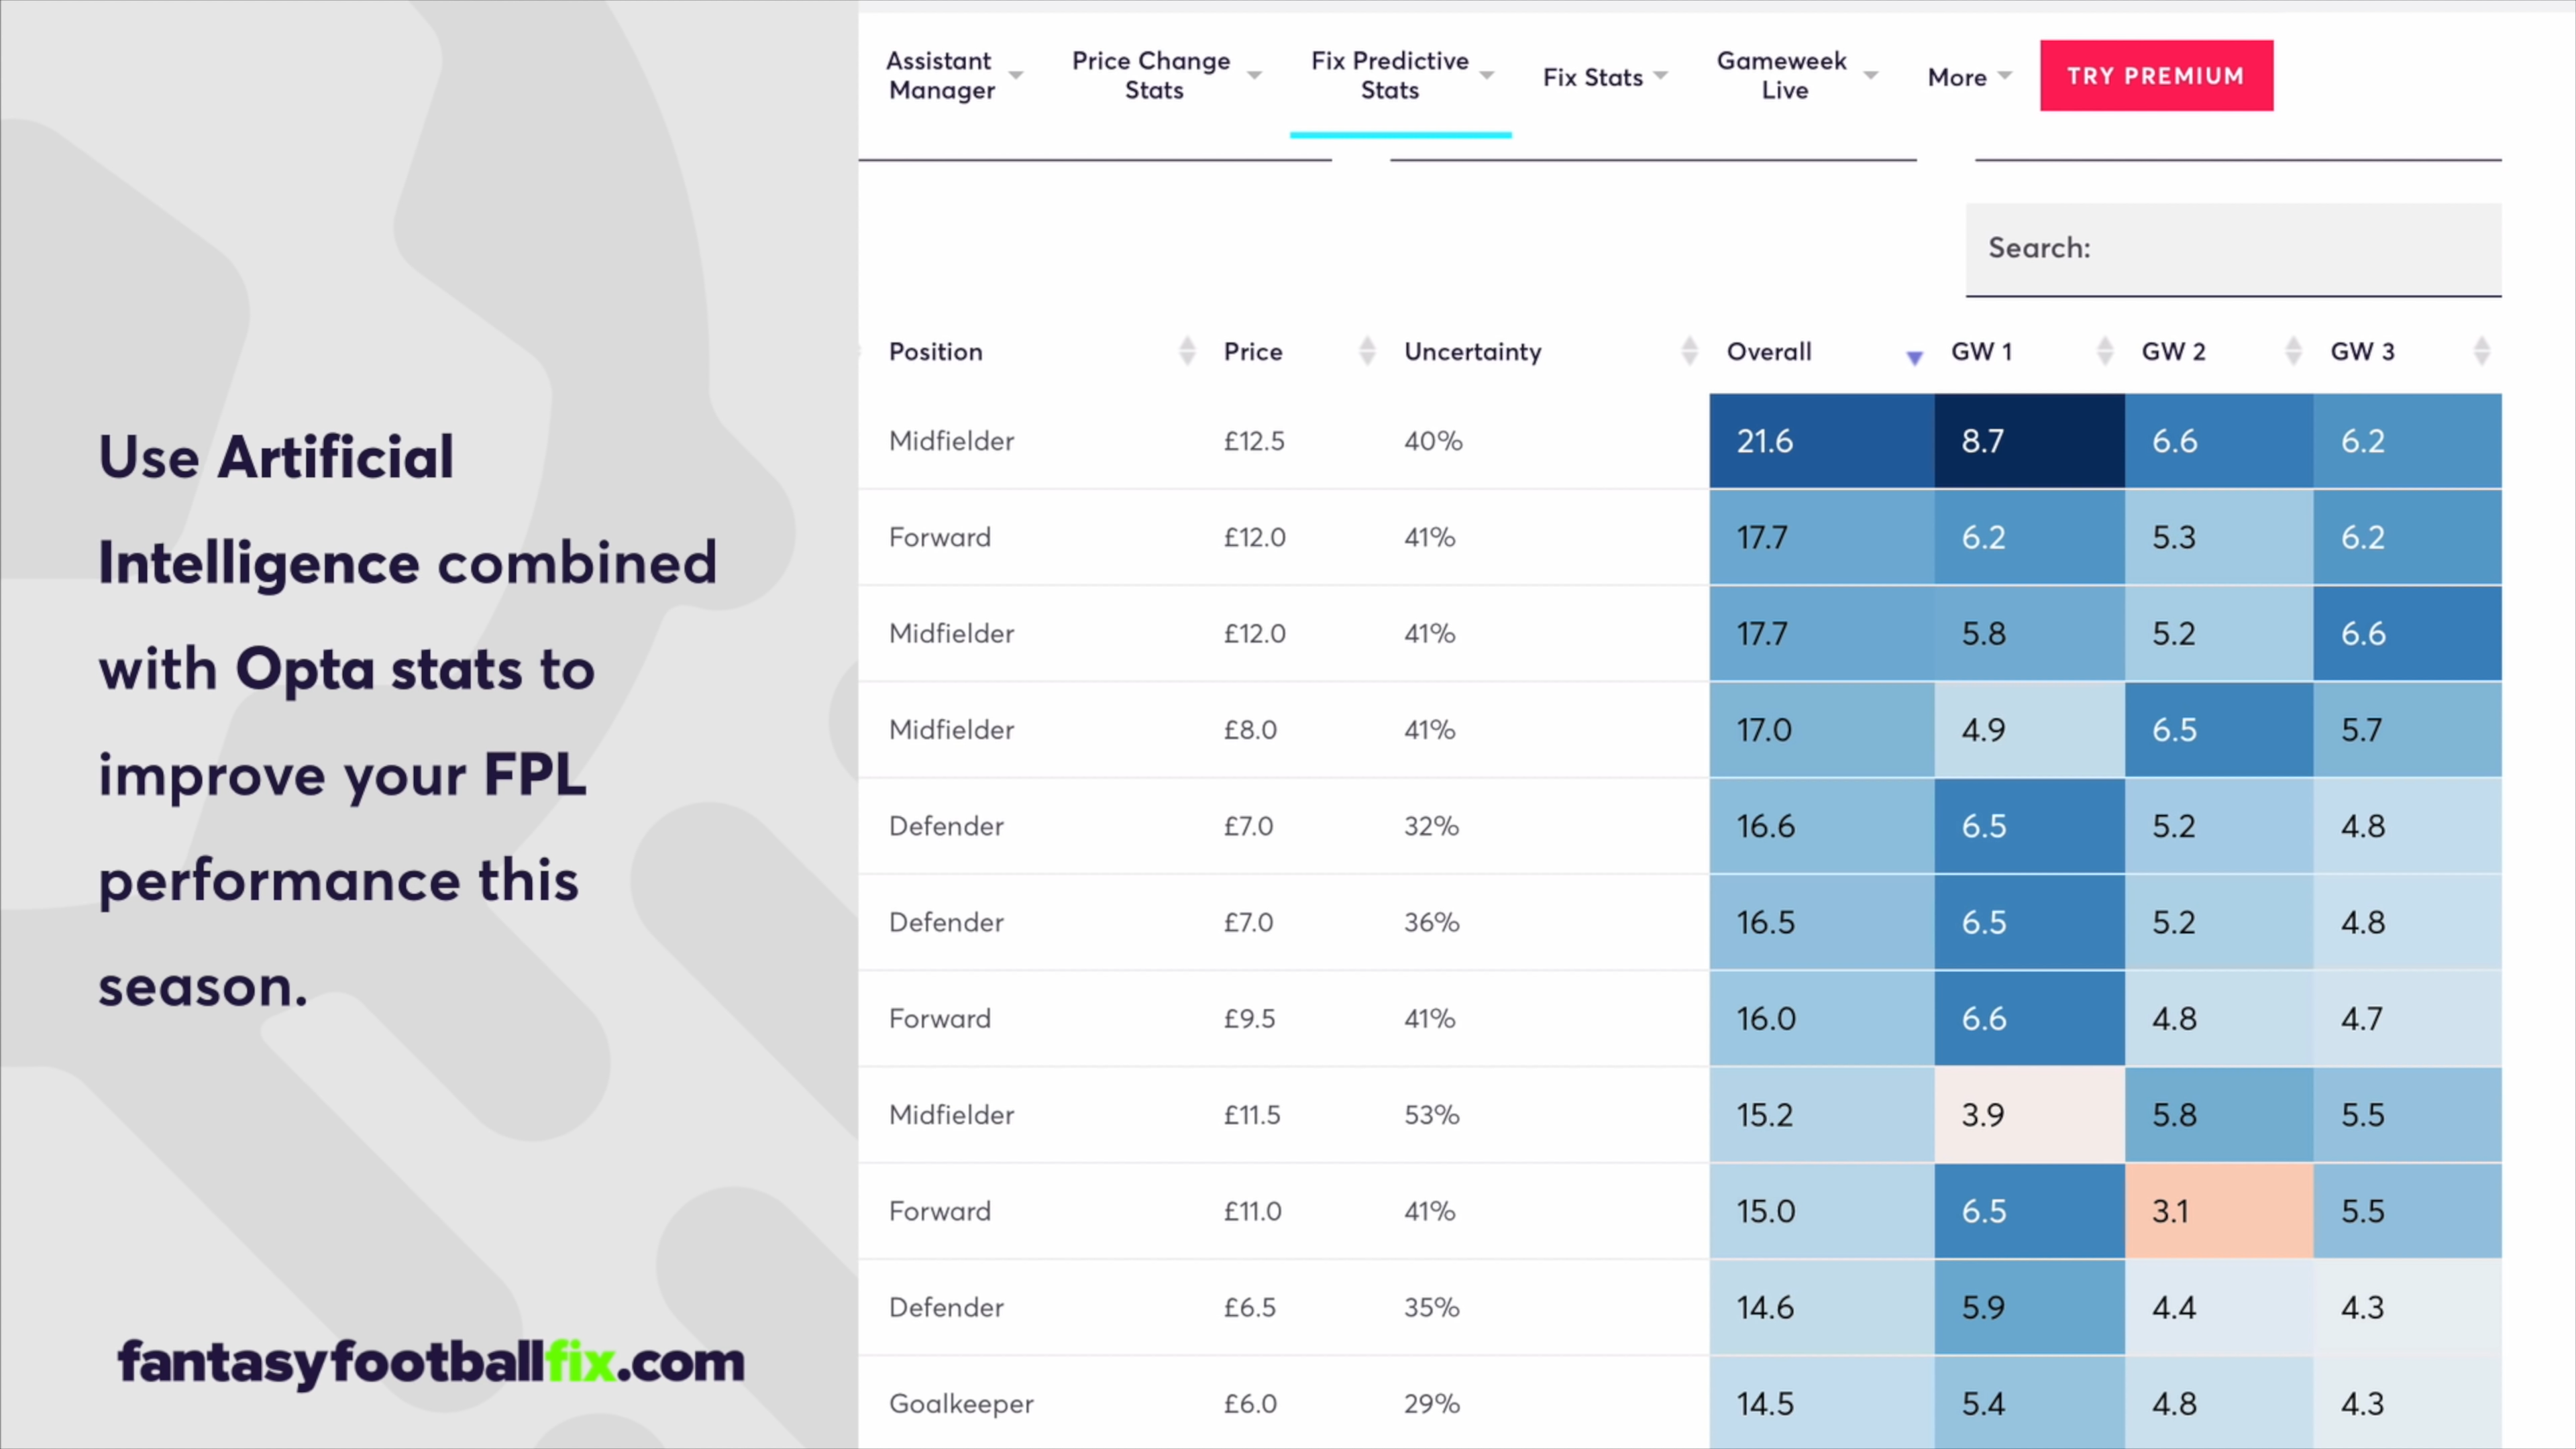 Use Artificial
Intelligence combined
with Opta stats to
improve your FPL
performance this
season.
fantasyfootballfix.com
Assistant
Manager
Price Change
Stats
Fix Predictive
Stats
Fix Stats
Gameweek
Live
More
TRY PREMIUM
Search:
Position Price Uncertainty Overall GW 1 GW 2 GW 3
Midfielder £12.5 40% 21.6 8.7 6.6 6.2
Forward £12.0 41% 17.7 6.2 5.3 6.2
Midfielder £12.0 41% 17.7 5.8 5.2 6.6
Midfielder £8.0 41% 17.0 4.9 6.5 5.7
Defender £7.0 32% 16.6 6.5 5.2 4.8
Defender £7.0 36% 16.5 6.5 5.2 4.8
Forward £9.5 41% 16.0 6.6 4.8 4.7
Midfielder £11.5 53% 15.2 3.9 5.8 5.5
Forward £11.0 41% 15.0 6.5 3.1 5.5
Defender £6.5 35% 14.6 5.9 4.4 4.3
Goalkeeper £6.0 29% 14.5 5.4 4.8 4.3